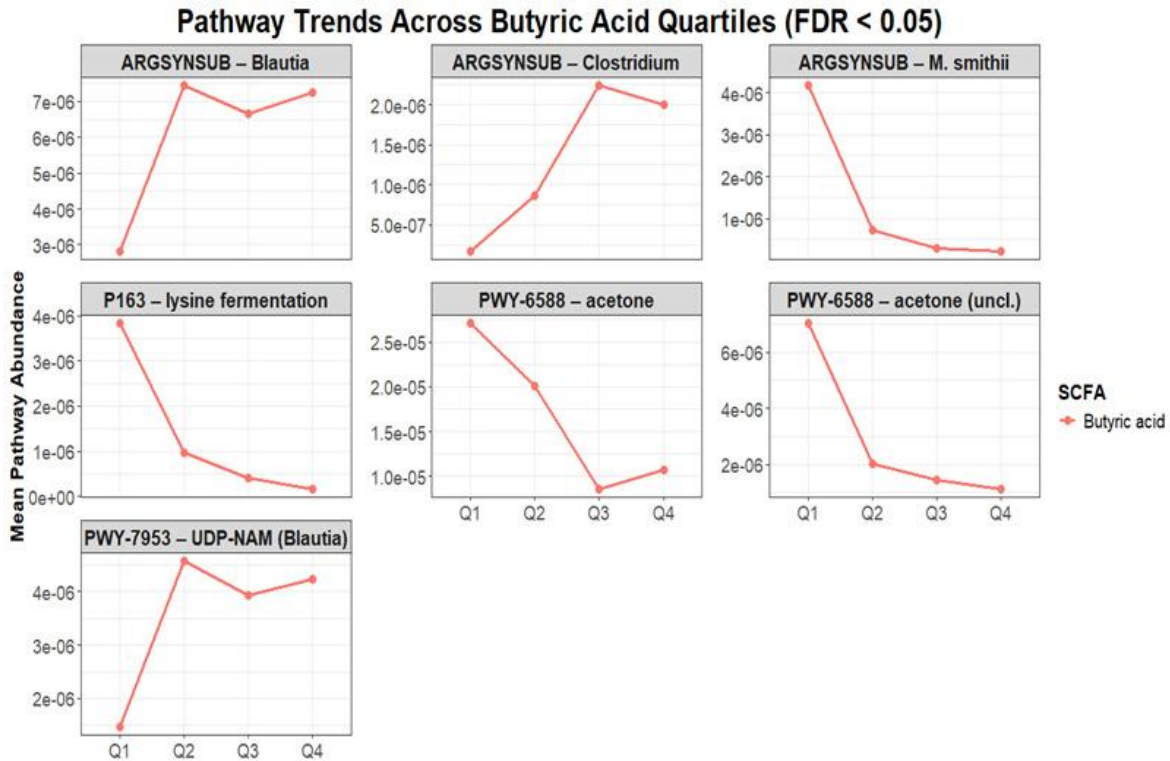 Pathway Trends Across Butyric Acid Quartiles (FDR < 0.05)
ARGSYNSUB – Blautia
7e-06
6e-06
5e-06
4e-06
3e-06
ARGSYNSUB – Clostridium
2.0e-06
1.5e-06
1.0e-06
5.0e-07
ARGSYNSUB – M. smithii
4e-06
3e-06
2e-06
1e-06
Mean Pathway Abundance
P163 – lysine fermentation
4e-06
3e-06
2e-06
1e-06
0e+00
PWY-6588 – acetone
2.5e-05
2.0e-05
1.5e-05
1.0e-05
Q1 Q2 Q3 Q4
PWY-6588 – acetone (uncl.)
6e-06
4e-06
2e-06
Q1 Q2 Q3 Q4
SCFA
Butyric acid
PWY-7953 – UDP-NAM (Blautia)
4e-06
3e-06
2e-06
Q1 Q2 Q3 Q4